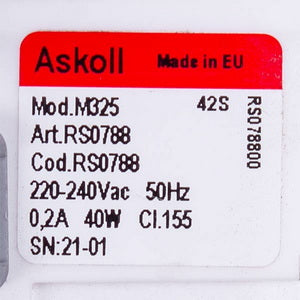 Askoll Made in EU
Mod.M325 42S
Art.RS0788
Cod.RS0788
220-240Vac 50Hz
0,2A 40W Cl.155
SN:21-01
RS078800